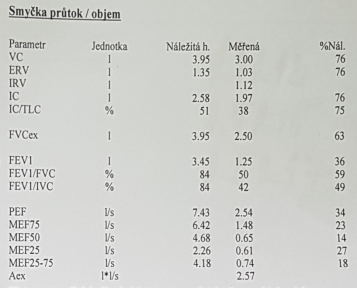 Smyčka průtok / objem
Parametr Jednotka Náležitá h. Měřená %Nál.
VC l 3.95 3.00 76
ERV l 1.35 1.03 76
IRV l 1.12
IC l 2.58 1.97 76
IC/TLC % 51 38 75
FVCex l 3.95 2.50 63
FEV1 l 3.45 1.25 36
FEV1/FVC % 84 50 59
FEV1/IVC % 84 42 49
PEF l/s 7.43 2.54 34
MEF75 l/s 6.42 1.48 23
MEF50 l/s 4.68 0.65 14
MEF25 l/s 2.26 0.61 27
MEF25-75 l/s 4.18 0.74 18
Aex l*l/s 2.57